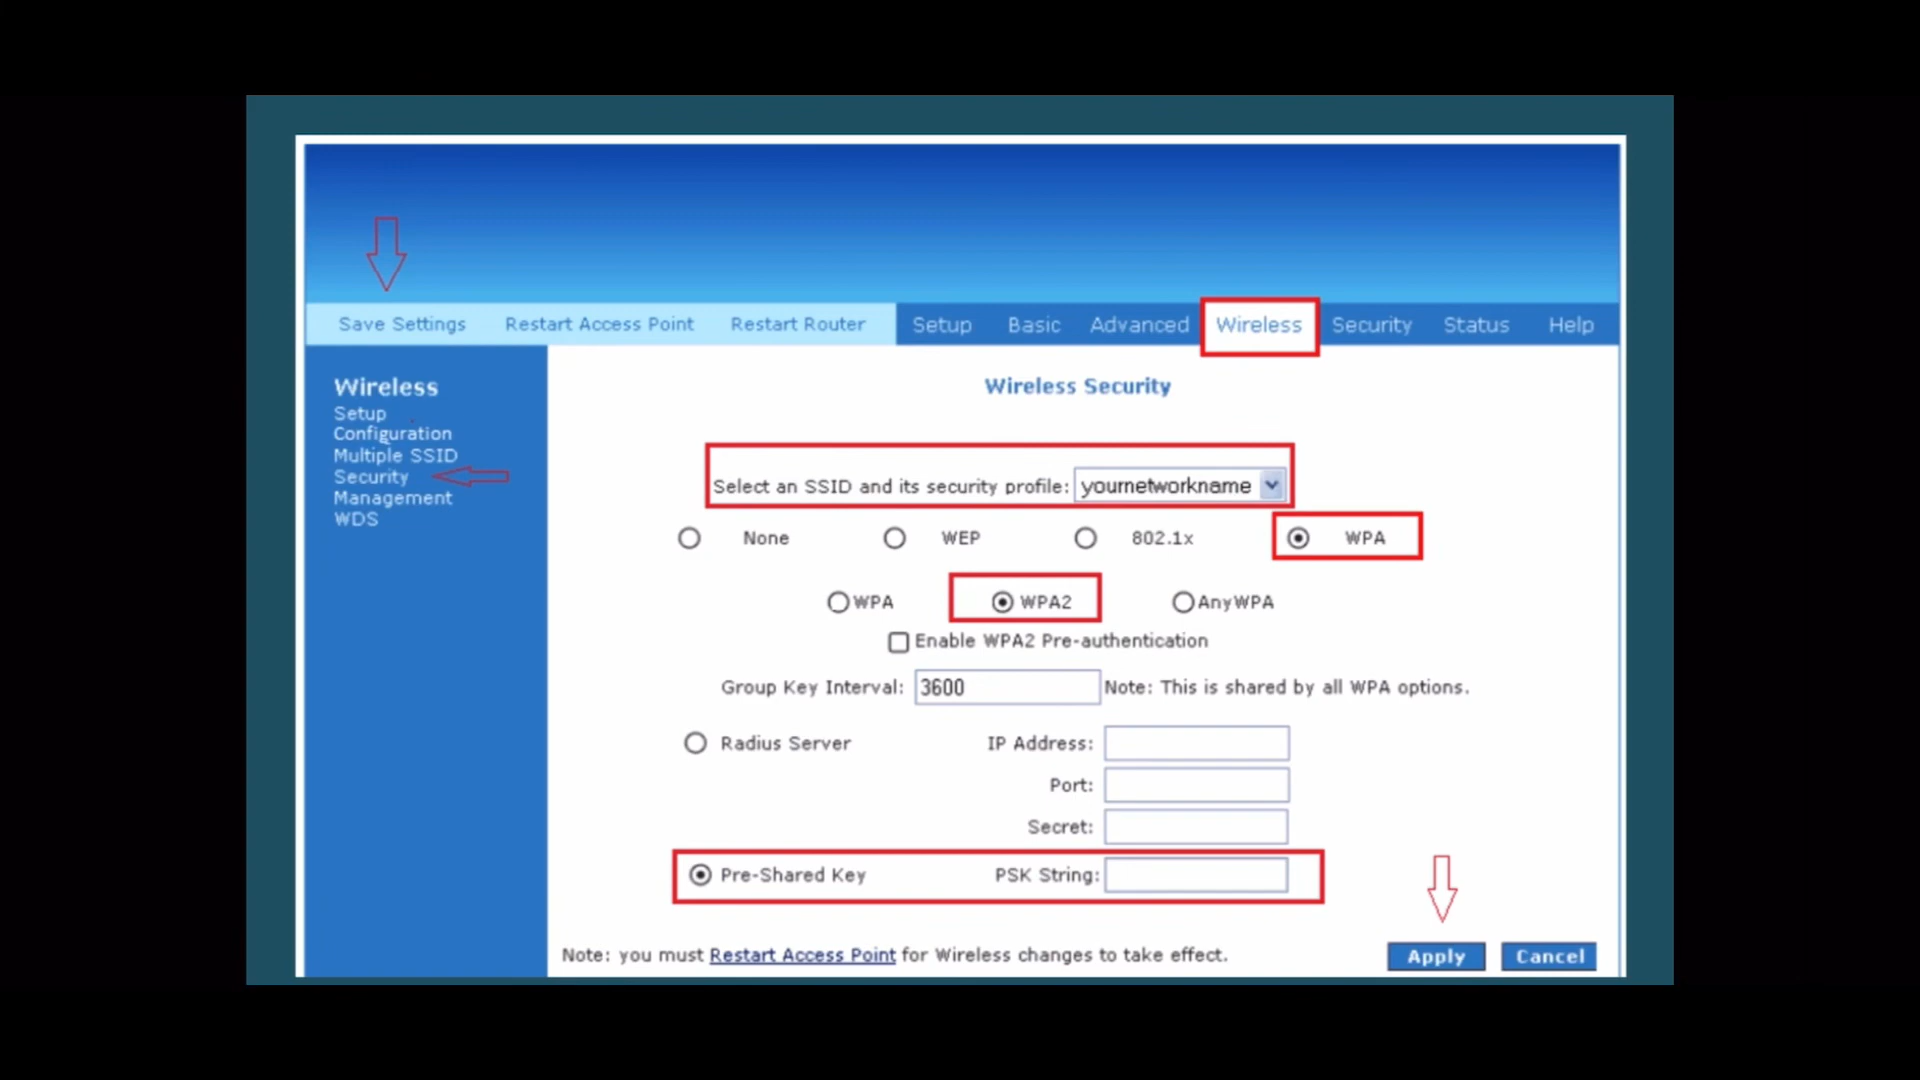 Save Settings Restart Access Point Restart Router Setup Basic Advanced Wireless Security Status Help
Wireless
Setup
Configuration
Multiple SSID
Security
Management
WDS
Wireless Security
Select an SSID and its security profile: yournetworkname
None WEP 802.1x WPA
WPA WPA2 AnyWPA
Enable WPA2 Pre-authentication
Group Key Interval: 3600 Note: This is shared by all WPA options.
Radius Server IP Address:
Port:
Secret:
Pre-Shared Key PSK String:
Note: you must Restart Access Point for Wireless changes to take effect.
Apply Cancel